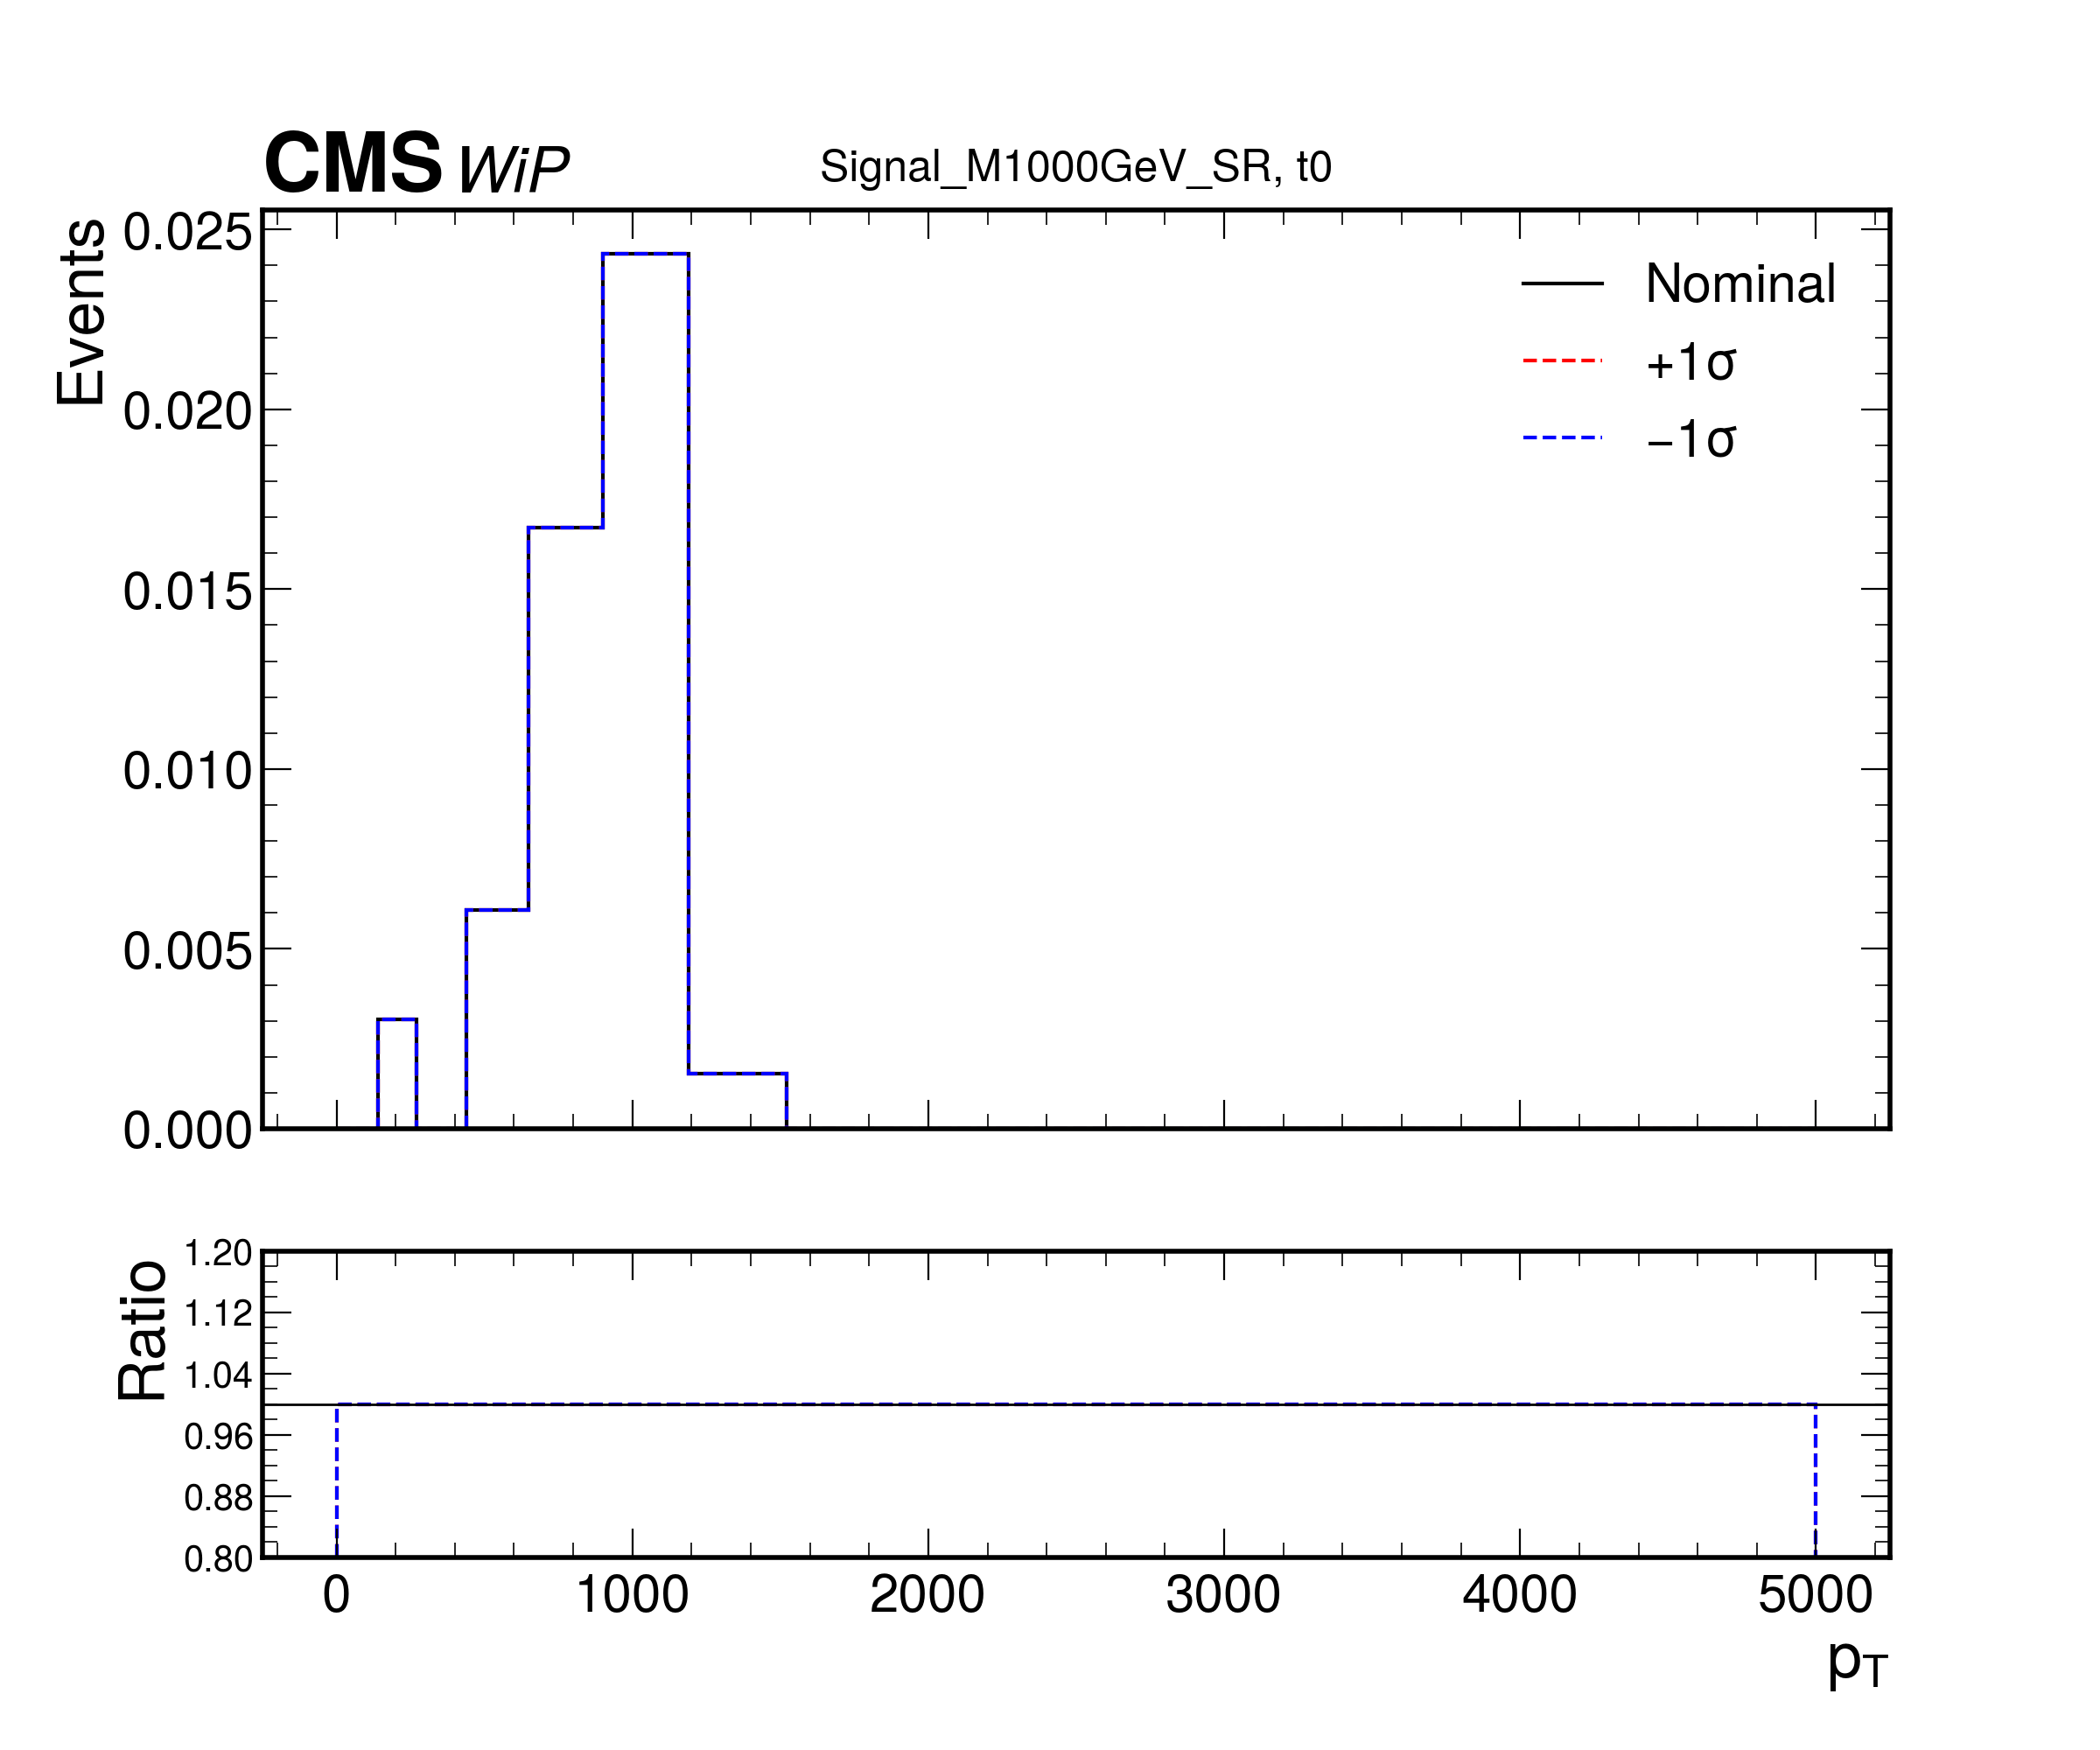 CMS WiP Signal_M1000GeV_SR, t0
Events
0.025
0.020
0.015
0.010
0.005
0.000
Nominal
+1σ
−1σ
Ratio
1.20
1.12
1.04
0.96
0.88
0.80
0 1000 2000 3000 4000 5000
pT